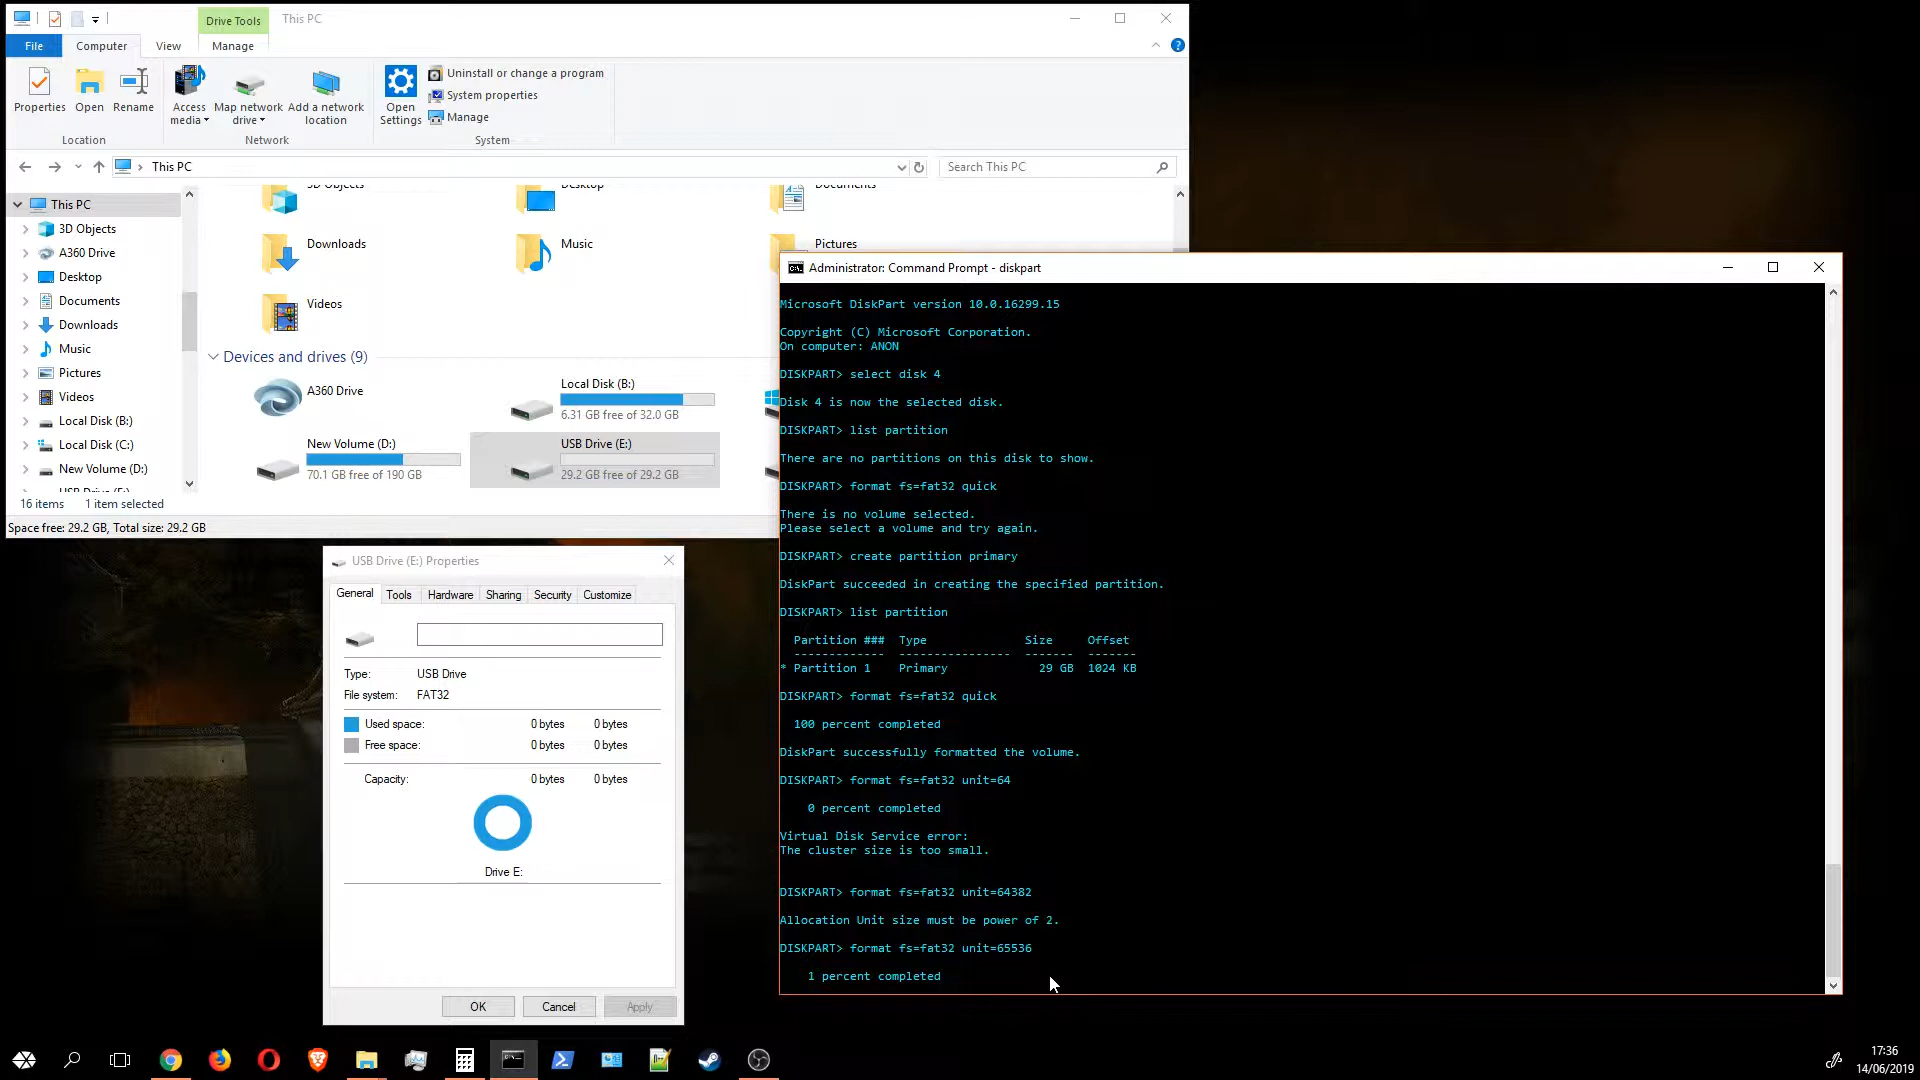 Drive Tools
This PC
File
Computer
View
Manage
Properties
Open
Rename
Access media
Map network drive
Add a network location
Open Settings
Uninstall or change a program
System properties
Manage
Location
Network
System
This PC
Search This PC
This PC
3D Objects
A360 Drive
Desktop
Documents
Downloads
Music
Pictures
Videos
Local Disk (B:)
Local Disk (C:)
New Volume (D:)
USB Drive (E:)
3D Objects
Desktop
Documents
Downloads
Music
Pictures
Videos
Devices and drives (9)
A360 Drive
Local Disk (B:)
6.31 GB free of 32.0 GB
New Volume (D:)
70.1 GB free of 190 GB
USB Drive (E:)
29.2 GB free of 29.2 GB
16 items
1 item selected
Space free: 29.2 GB, Total size: 29.2 GB
USB Drive (E:) Properties
General
Tools
Hardware
Sharing
Security
Customize
Type: USB Drive
File system: FAT32
Used space: 0 bytes 0 bytes
Free space: 0 bytes 0 bytes
Capacity: 0 bytes 0 bytes
Drive E:
OK
Cancel
Apply
Administrator: Command Prompt - diskpart
Microsoft DiskPart version 10.0.16299.15
Copyright (C) Microsoft Corporation.
On computer: ANON
DISKPART> select disk 4
Disk 4 is now the selected disk.
DISKPART> list partition
There are no partitions on this disk to show.
DISKPART> format fs=fat32 quick
There is no volume selected.
Please select a volume and try again.
DISKPART> create partition primary
DiskPart succeeded in creating the specified partition.
DISKPART> list partition
Partition ### Type Size Offset
------------- ---------------- ------- -------
* Partition 1 Primary 29 GB 1024 KB
DISKPART> format fs=fat32 quick
100 percent completed
DiskPart successfully formatted the volume.
DISKPART> format fs=fat32 unit=64
0 percent completed
Virtual Disk Service error:
The cluster size is too small.
DISKPART> format fs=fat32 unit=64382
Allocation Unit size must be power of 2.
DISKPART> format fs=fat32 unit=65536
1 percent completed
17:36
14/06/2019